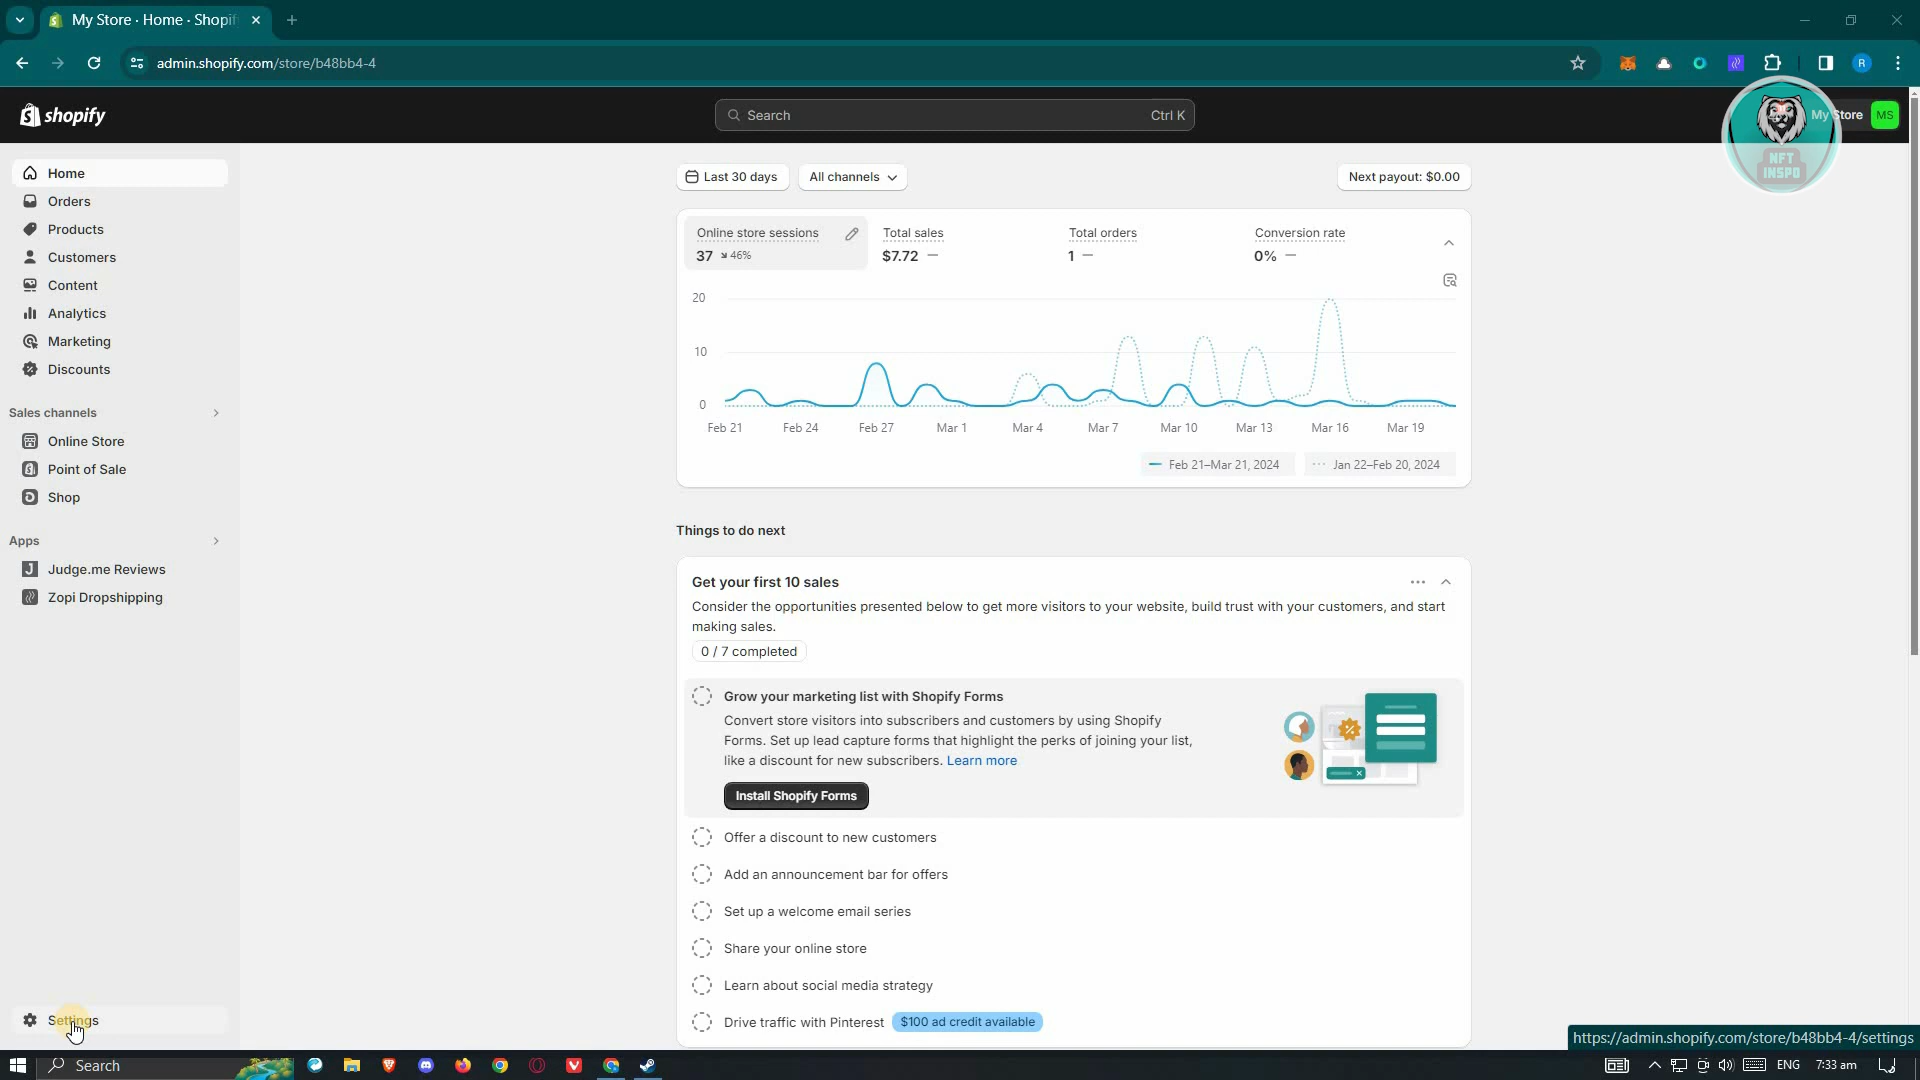 My Store · Home · Shopif
admin.shopify.com/store/b48bb4-4
R
shopify
Search
Ctrl K
My Store
MS
NFT
INSPO
Home
Orders
Products
Customers
Content
Analytics
Marketing
Discounts
Sales channels
Online Store
Point of Sale
Shop
Apps
Judge.me Reviews
Zopi Dropshipping
Settings
Last 30 days
All channels
Next payout: $0.00
Online store sessions
37 46%
Total sales
$7.72 —
Total orders
1 —
Conversion rate
0% —
20
10
0
Feb 21 Feb 24 Feb 27 Mar 1 Mar 4 Mar 7 Mar 10 Mar 13 Mar 16 Mar 19
Feb 21–Mar 21, 2024
Jan 22–Feb 20, 2024
Things to do next
Get your first 10 sales
Consider the opportunities presented below to get more visitors to your website, build trust with your customers, and start
making sales.
0 / 7 completed
Grow your marketing list with Shopify Forms
Convert store visitors into subscribers and customers by using Shopify
Forms. Set up lead capture forms that highlight the perks of joining your list,
like a discount for new subscribers. Learn more
Install Shopify Forms
Offer a discount to new customers
Add an announcement bar for offers
Set up a welcome email series
Share your online store
Learn about social media strategy
Drive traffic with Pinterest $100 ad credit available
https://admin.shopify.com/store/b48bb4-4/settings
Search
ENG
7:33 am